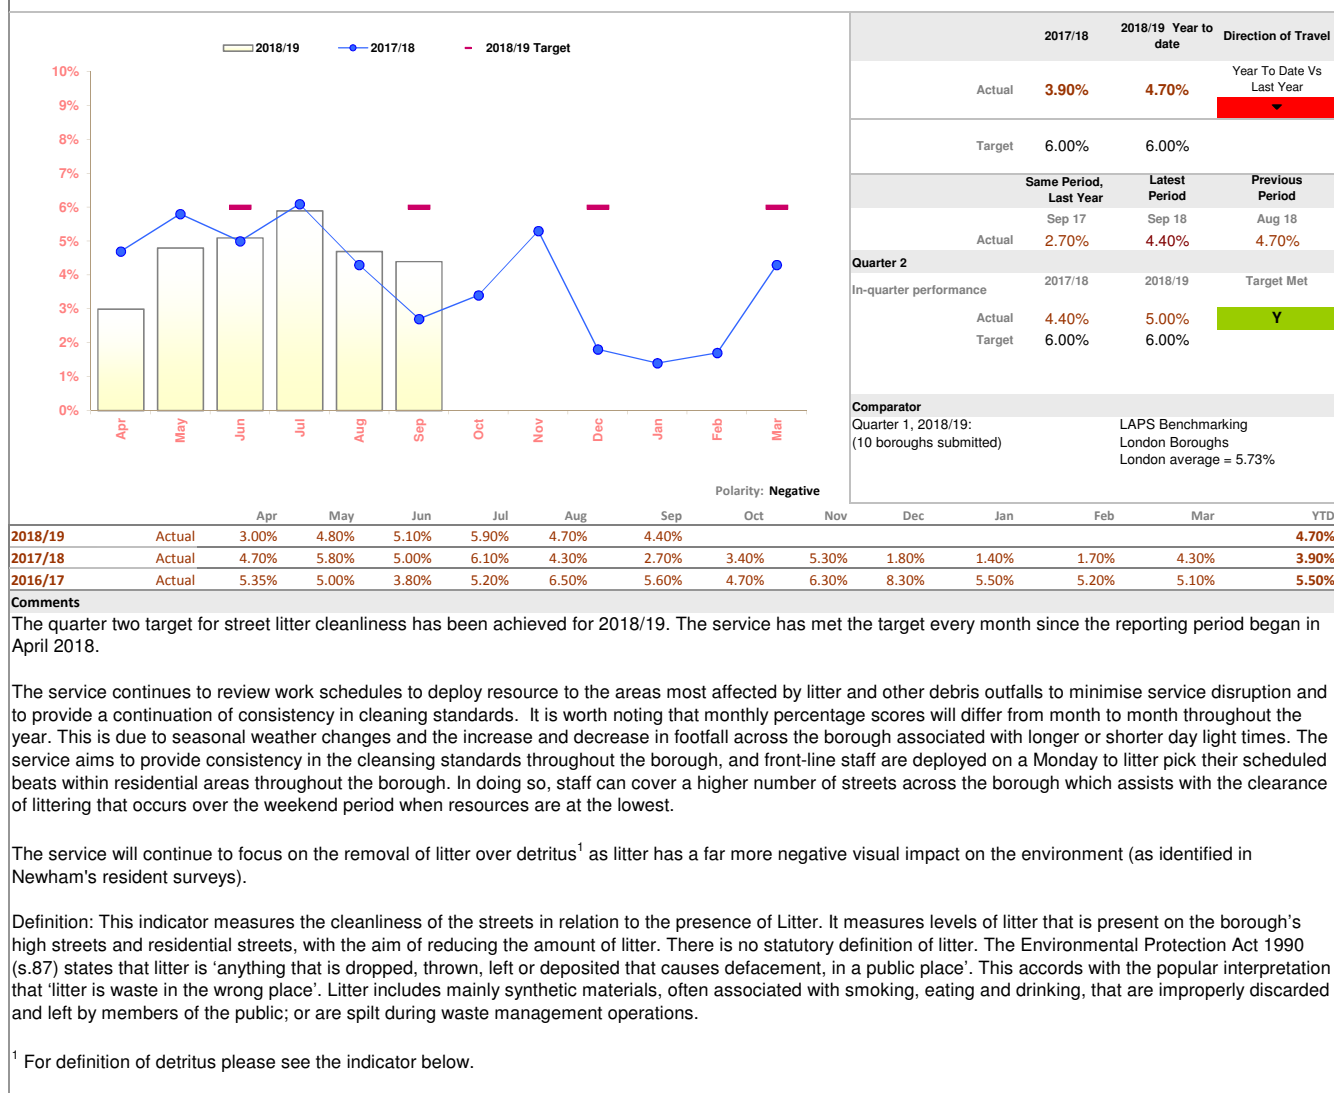 2018/19 2017/18 2018/19 Target
10%
9%
8%
7%
6%
5%
4%
3%
2%
1%
0%
Apr May Jun Jul Aug Sep Oct Nov Dec Jan Feb Mar
Polarity: Negative
2017/18 2018/19 Year to date Direction of Travel
Year To Date Vs Last Year
Actual 3.90% 4.70%
Target 6.00% 6.00%
Same Period, Last Year Latest Period Previous Period
Sep 17 Sep 18 Aug 18
Actual 2.70% 4.40% 4.70%
Quarter 2
In-quarter performance 2017/18 2018/19 Target Met
Actual 4.40% 5.00% Y
Target 6.00% 6.00%
Comparator
Quarter 1, 2018/19: LAPS Benchmarking
(10 boroughs submitted) London Boroughs
London average = 5.73%
Apr May Jun Jul Aug Sep Oct Nov Dec Jan Feb Mar YTD
2018/19 Actual 3.00% 4.80% 5.10% 5.90% 4.70% 4.40% 4.70%
2017/18 Actual 4.70% 5.80% 5.00% 6.10% 4.30% 2.70% 3.40% 5.30% 1.80% 1.40% 1.70% 4.30% 3.90%
2016/17 Actual 5.35% 5.00% 3.80% 5.20% 6.50% 5.60% 4.70% 6.30% 8.30% 5.50% 5.20% 5.10% 5.50%
Comments
The quarter two target for street litter cleanliness has been achieved for 2018/19. The service has met the target every month since the reporting period began in
April 2018.
The service continues to review work schedules to deploy resource to the areas most affected by litter and other debris outfalls to minimise service disruption and
to provide a continuation of consistency in cleaning standards. It is worth noting that monthly percentage scores will differ from month to month throughout the
year. This is due to seasonal weather changes and the increase and decrease in footfall across the borough associated with longer or shorter day light times. The
service aims to provide consistency in the cleansing standards throughout the borough, and front-line staff are deployed on a Monday to litter pick their scheduled
beats within residential areas throughout the borough. In doing so, staff can cover a higher number of streets across the borough which assists with the clearance
of littering that occurs over the weekend period when resources are at the lowest.
The service will continue to focus on the removal of litter over detritus1 as litter has a far more negative visual impact on the environment (as identified in
Newham's resident surveys).
Definition: This indicator measures the cleanliness of the streets in relation to the presence of Litter. It measures levels of litter that is present on the borough’s
high streets and residential streets, with the aim of reducing the amount of litter. There is no statutory definition of litter. The Environmental Protection Act 1990
(s.87) states that litter is ‘anything that is dropped, thrown, left or deposited that causes defacement, in a public place’. This accords with the popular interpretation
that ‘litter is waste in the wrong place’. Litter includes mainly synthetic materials, often associated with smoking, eating and drinking, that are improperly discarded
and left by members of the public; or are spilt during waste management operations.
1 For definition of detritus please see the indicator below.